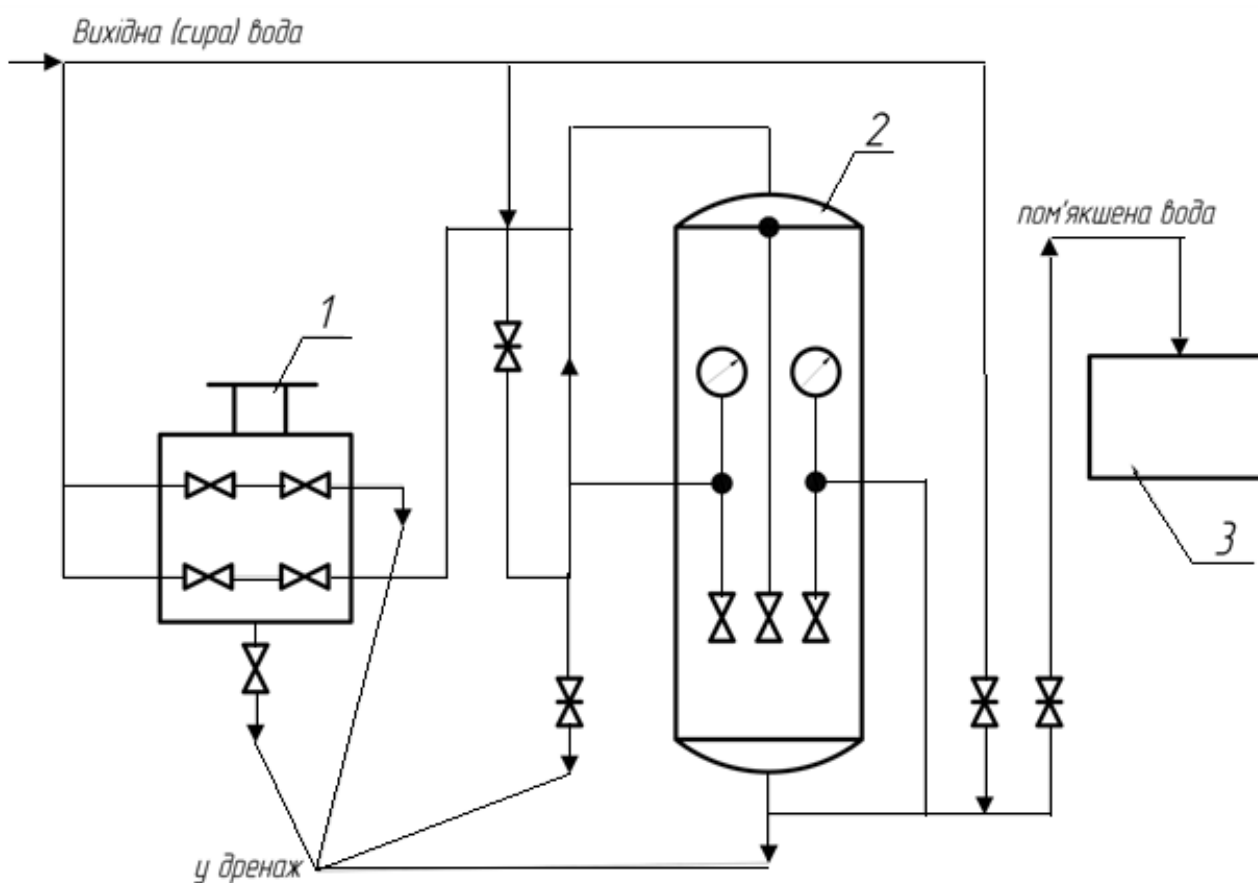 Вихідна (сира) вода
2
пом'якшена вода
1
3
у дренаж